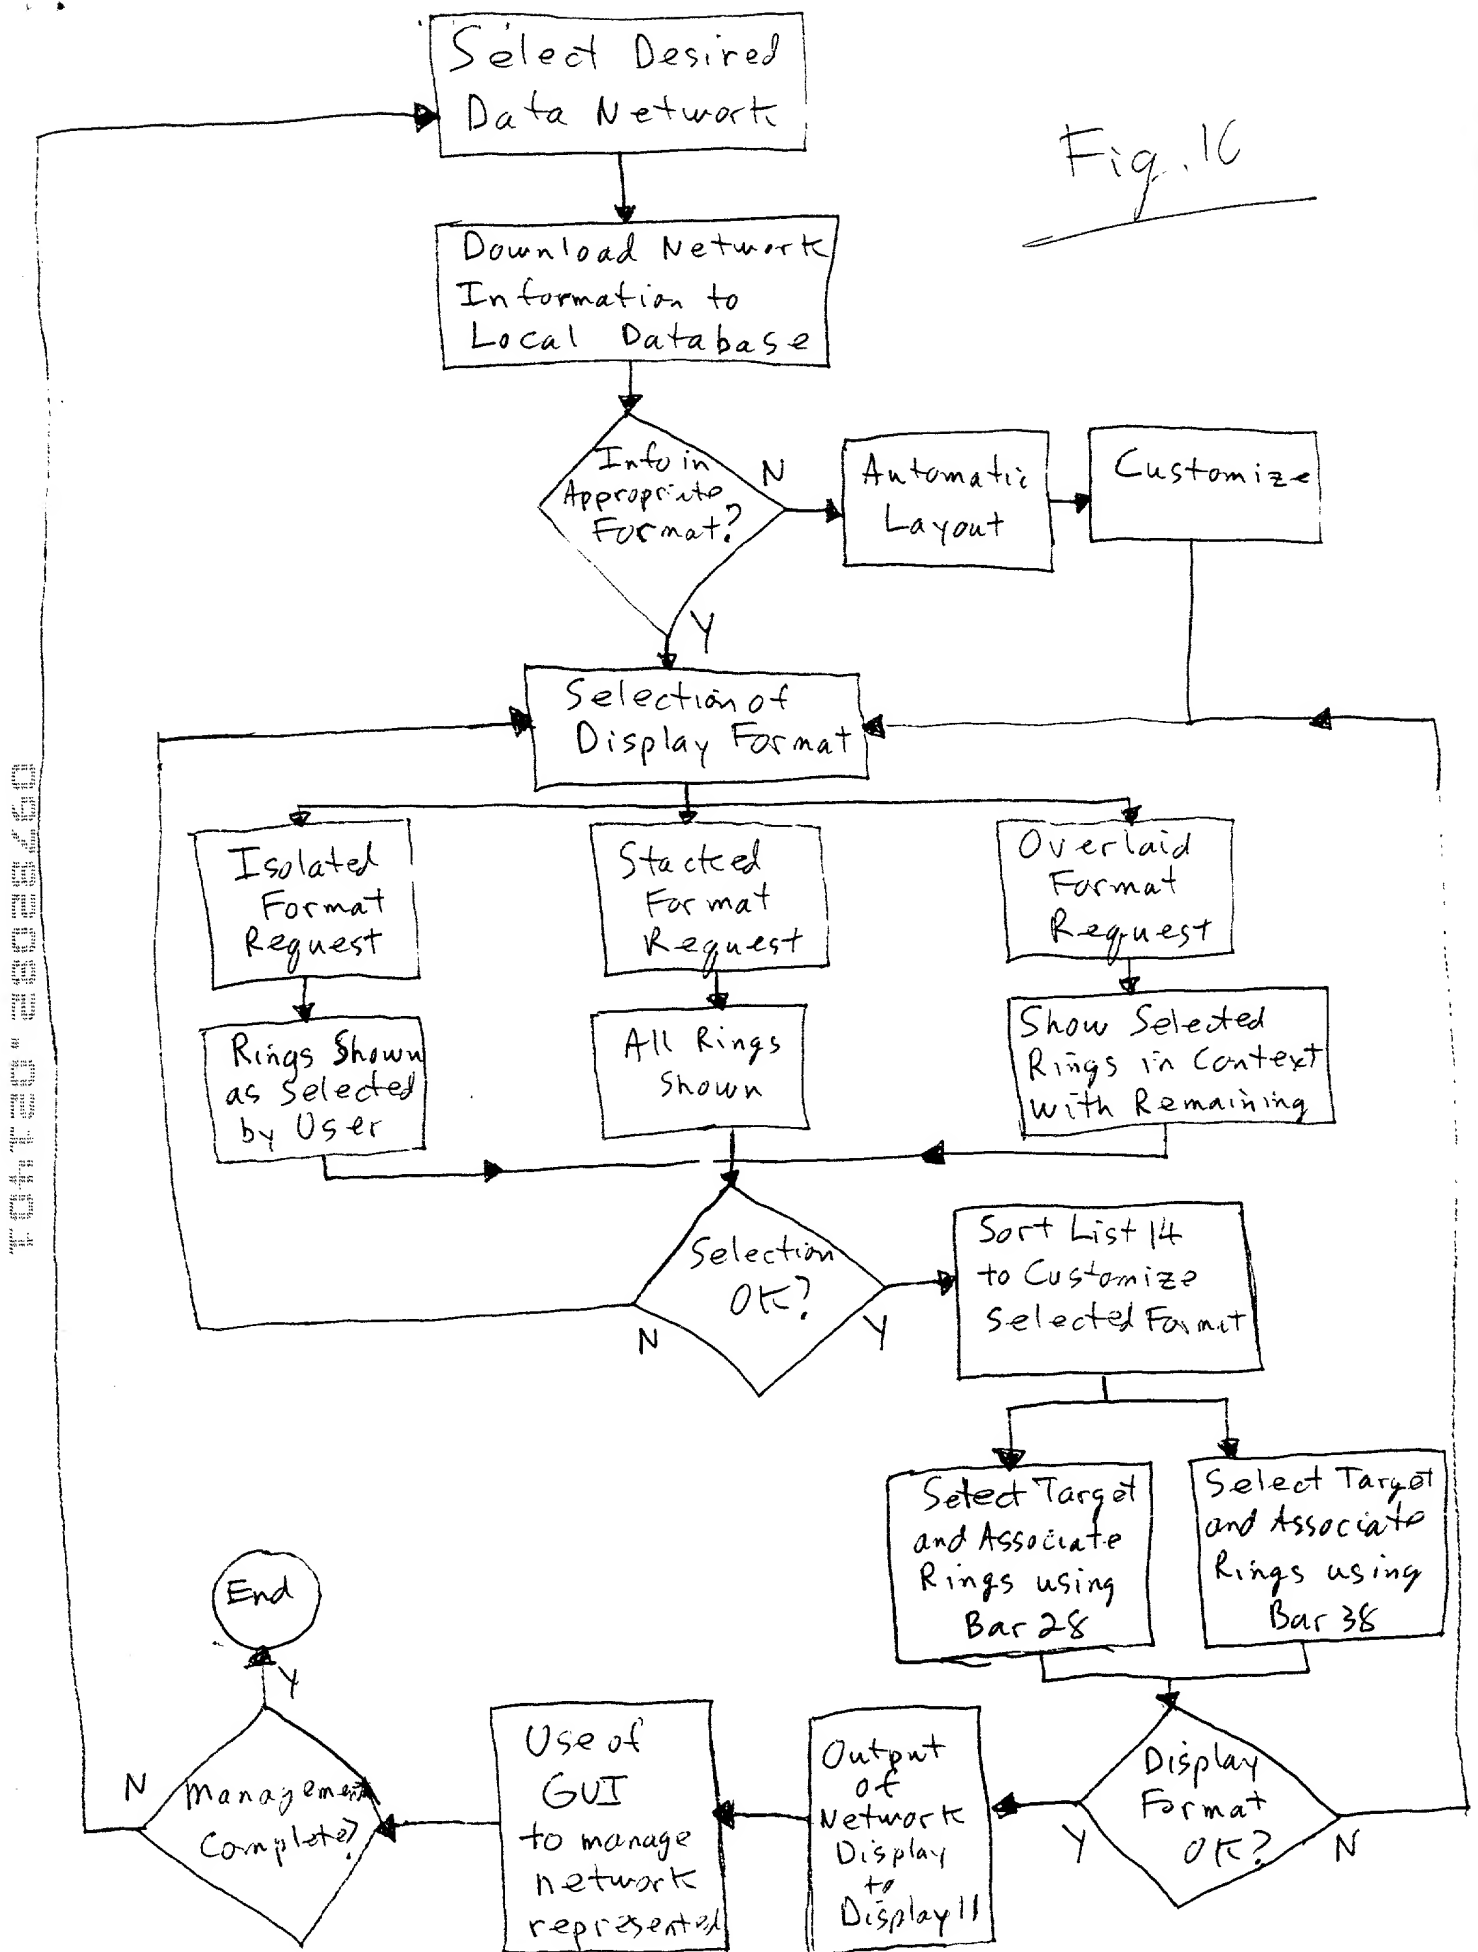 Select Desired
Data Network
Fig. 10
Download Network
Information to
Local Database
Info in
Appropriate
Format?
N
Y
Automatic
Layout
Customize
Selection of
Display Format
Isolated
Format
Request
Stacked
Format
Request
Overlaid
Format
Request
Rings Shown
as Selected
by User
All Rings
Shown
Show Selected
Rings in Context
with Remaining
Selection
OK?
N
Y
Sort List 14
to Customize
Selected Format
Select Target
and Associate
Rings using
Bar 28
Select Target
and Associate
Rings using
Bar 38
Display
Format
OK?
Y
N
Output
of
Network
Display
to
Display 11
Use of
GUI
to manage
network
represented
Management
Complete?
N
Y
End
09782082.021401